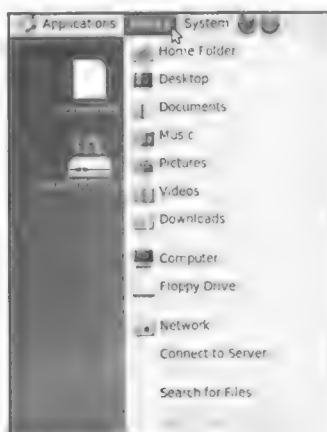 Applications System
Home Folder
Desktop
Documents
Music
Pictures
Videos
Downloads
Computer
Floppy Drive
Network
Connect to Server
Search for Files